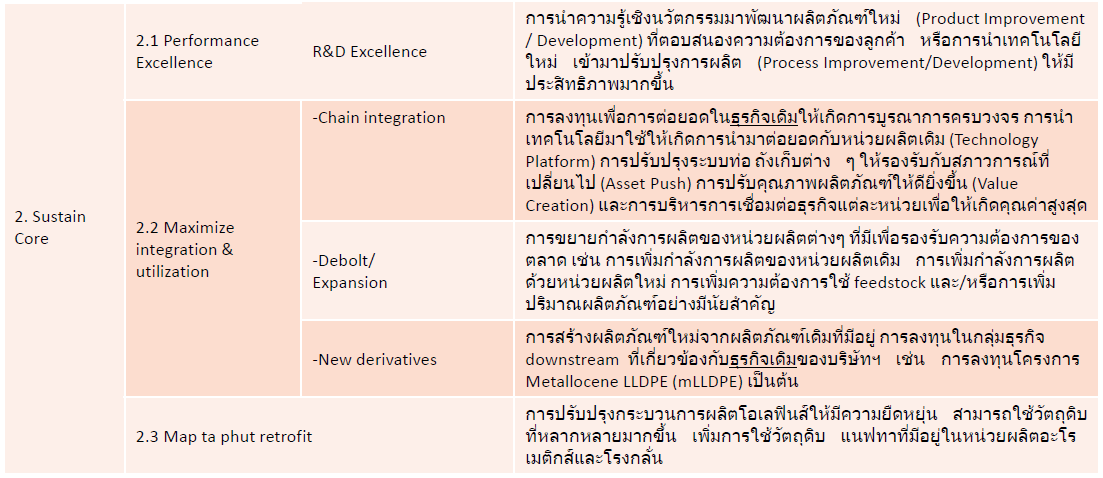 2. Sustain
Core
2.1 Performance
Excellence
R&D Excellence
การนำความรู้เชิงนวัตกรรมมาพัฒนาผลิตภัณฑ์ใหม่ (Product Improvement
/ Development) ที่ตอบสนองความต้องการของลูกค้า หรือการนำเทคโนโลยี
ใหม่ เข้ามาปรับปรุงการผลิต (Process Improvement/Development) ให้มี
ประสิทธิภาพมากขึ้น
2.2 Maximize
integration &
utilization
-Chain integration
การลงทุนเพื่อการต่อยอดในธุรกิจเดิมให้เกิดการบูรณาการครบวงจร การนำ
เทคโนโลยีมาใช้ให้เกิดการนำมาต่อยอดกับหน่วยผลิตเดิม (Technology
Platform) การปรับปรุงระบบท่อ ถังเก็บต่าง ๆ ให้รองรับกับสภาวการณ์ที่
เปลี่ยนไป (Asset Push) การปรับคุณภาพผลิตภัณฑ์ให้ดียิ่งขึ้น (Value
Creation) และการบริหารการเชื่อมต่อธุรกิจแต่ละหน่วยเพื่อให้เกิดคุณค่าสูงสุด
-Debolt/
Expansion
การขยายกำลังการผลิตของหน่วยผลิตต่างๆ ที่มีเพื่อรองรับความต้องการของ
ตลาด เช่น การเพิ่มกำลังการผลิตของหน่วยผลิตเดิม การเพิ่มกำลังการผลิต
ด้วยหน่วยผลิตใหม่ การเพิ่มความต้องการใช้ feedstock และ/หรือการเพิ่ม
ปริมาณผลิตภัณฑ์อย่างมีนัยสำคัญ
-New derivatives
การสร้างผลิตภัณฑ์ใหม่จากผลิตภัณฑ์เดิมที่มีอยู่ การลงทุนในกลุ่มธุรกิจ
downstream ที่เกี่ยวข้องกับธุรกิจเดิมของบริษัทฯ เช่น การลงทุนโครงการ
Metallocene LLDPE (mLLDPE) เป็นต้น
2.3 Map ta phut retrofit
การปรับปรุงกระบวนการผลิตโอเลฟินส์ให้มีความยืดหยุ่น สามารถใช้วัตถุดิบ
ที่หลากหลายมากขึ้น เพิ่มการใช้วัตถุดิบ แนฟทาที่มีอยู่ในหน่วยผลิตอะโร
เมติกส์และโรงกลั่น